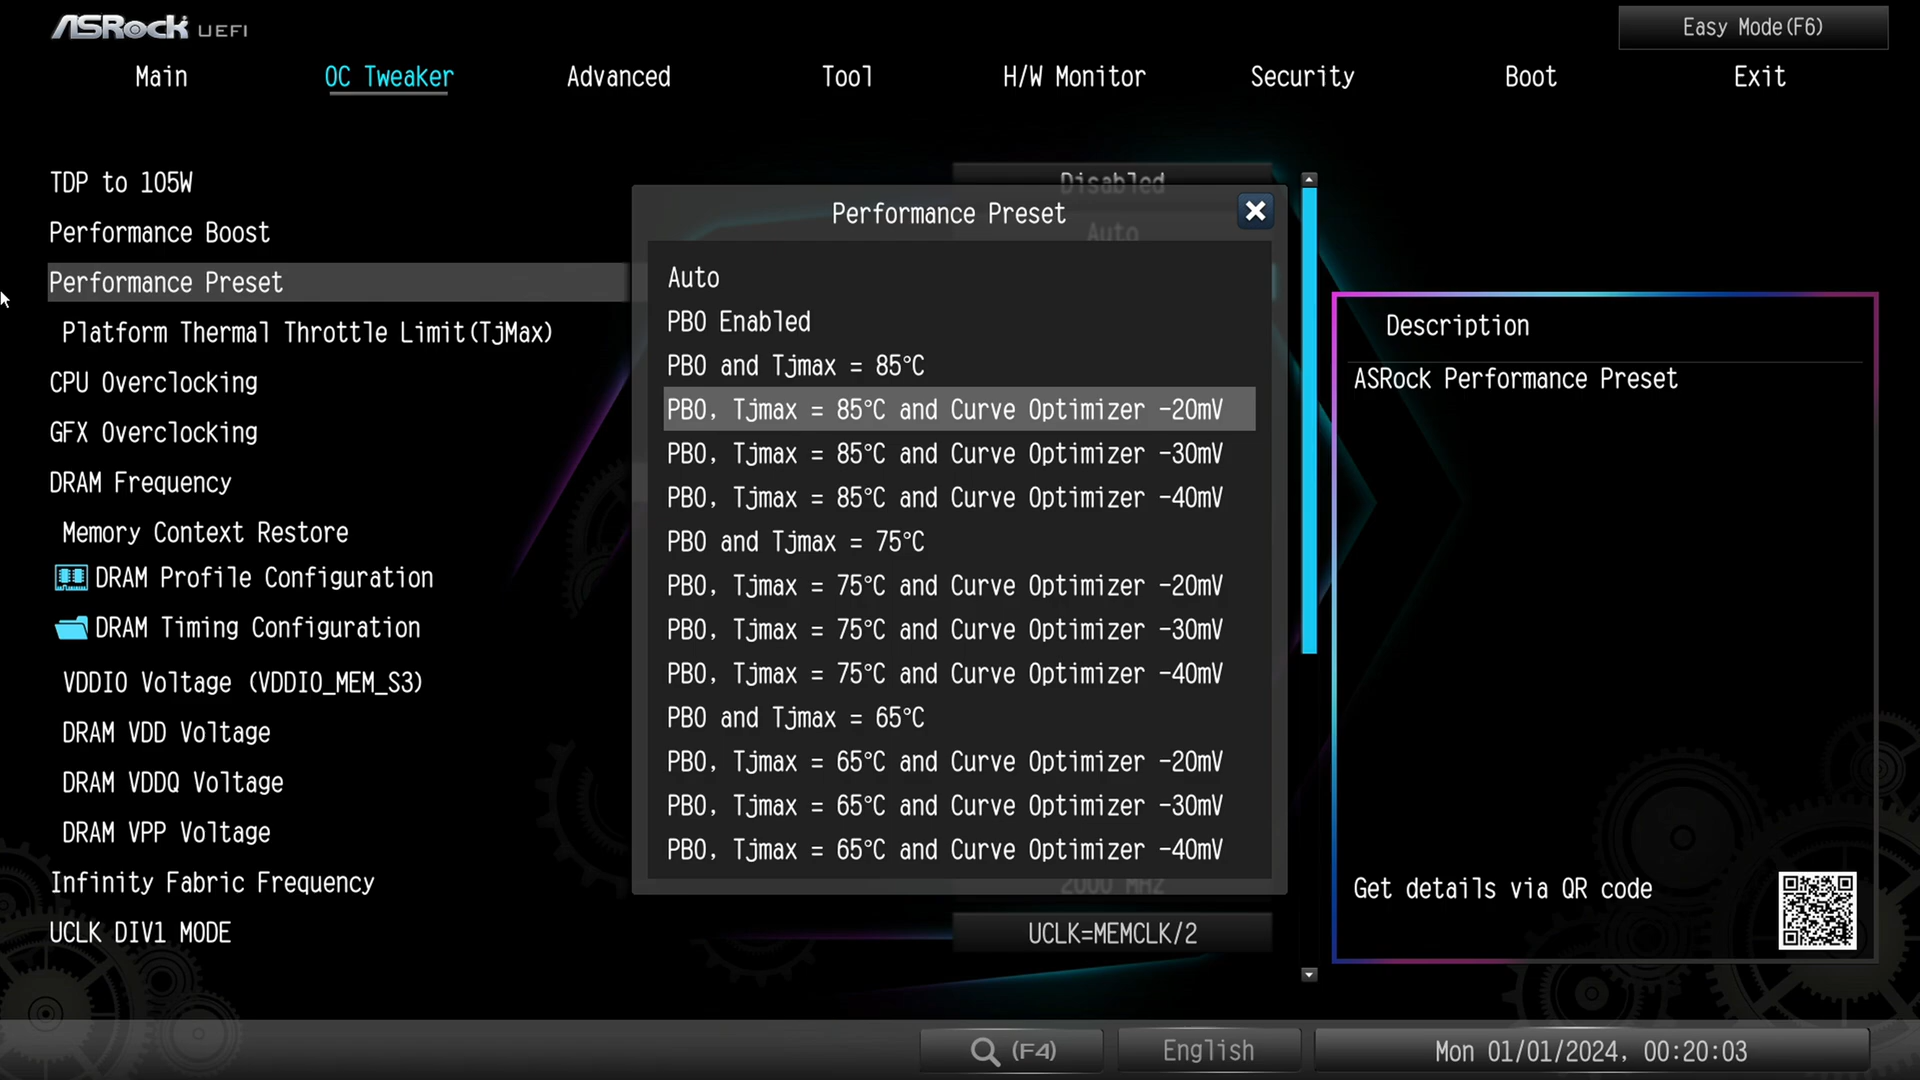 ASRock UEFI
Easy Mode(F6)
Main
OC Tweaker
Advanced
Tool
H/W Monitor
Security
Boot
Exit
TDP to 105W
Disabled
Performance Boost
Auto
Performance Preset
Platform Thermal Throttle Limit(TjMax)
CPU Overclocking
GFX Overclocking
DRAM Frequency
Memory Context Restore
DRAM Profile Configuration
DRAM Timing Configuration
VDDIO Voltage (VDDIO_MEM_S3)
DRAM VDD Voltage
DRAM VDDQ Voltage
DRAM VPP Voltage
Infinity Fabric Frequency
2000 MHz
UCLK DIV1 MODE
UCLK=MEMCLK/2
Performance Preset
Auto
PBO Enabled
PBO and Tjmax = 85°C
PBO, Tjmax = 85°C and Curve Optimizer -20mV
PBO, Tjmax = 85°C and Curve Optimizer -30mV
PBO, Tjmax = 85°C and Curve Optimizer -40mV
PBO and Tjmax = 75°C
PBO, Tjmax = 75°C and Curve Optimizer -20mV
PBO, Tjmax = 75°C and Curve Optimizer -30mV
PBO, Tjmax = 75°C and Curve Optimizer -40mV
PBO and Tjmax = 65°C
PBO, Tjmax = 65°C and Curve Optimizer -20mV
PBO, Tjmax = 65°C and Curve Optimizer -30mV
PBO, Tjmax = 65°C and Curve Optimizer -40mV
Description
ASRock Performance Preset
Get details via QR code
(F4)
English
Mon 01/01/2024, 00:20:03